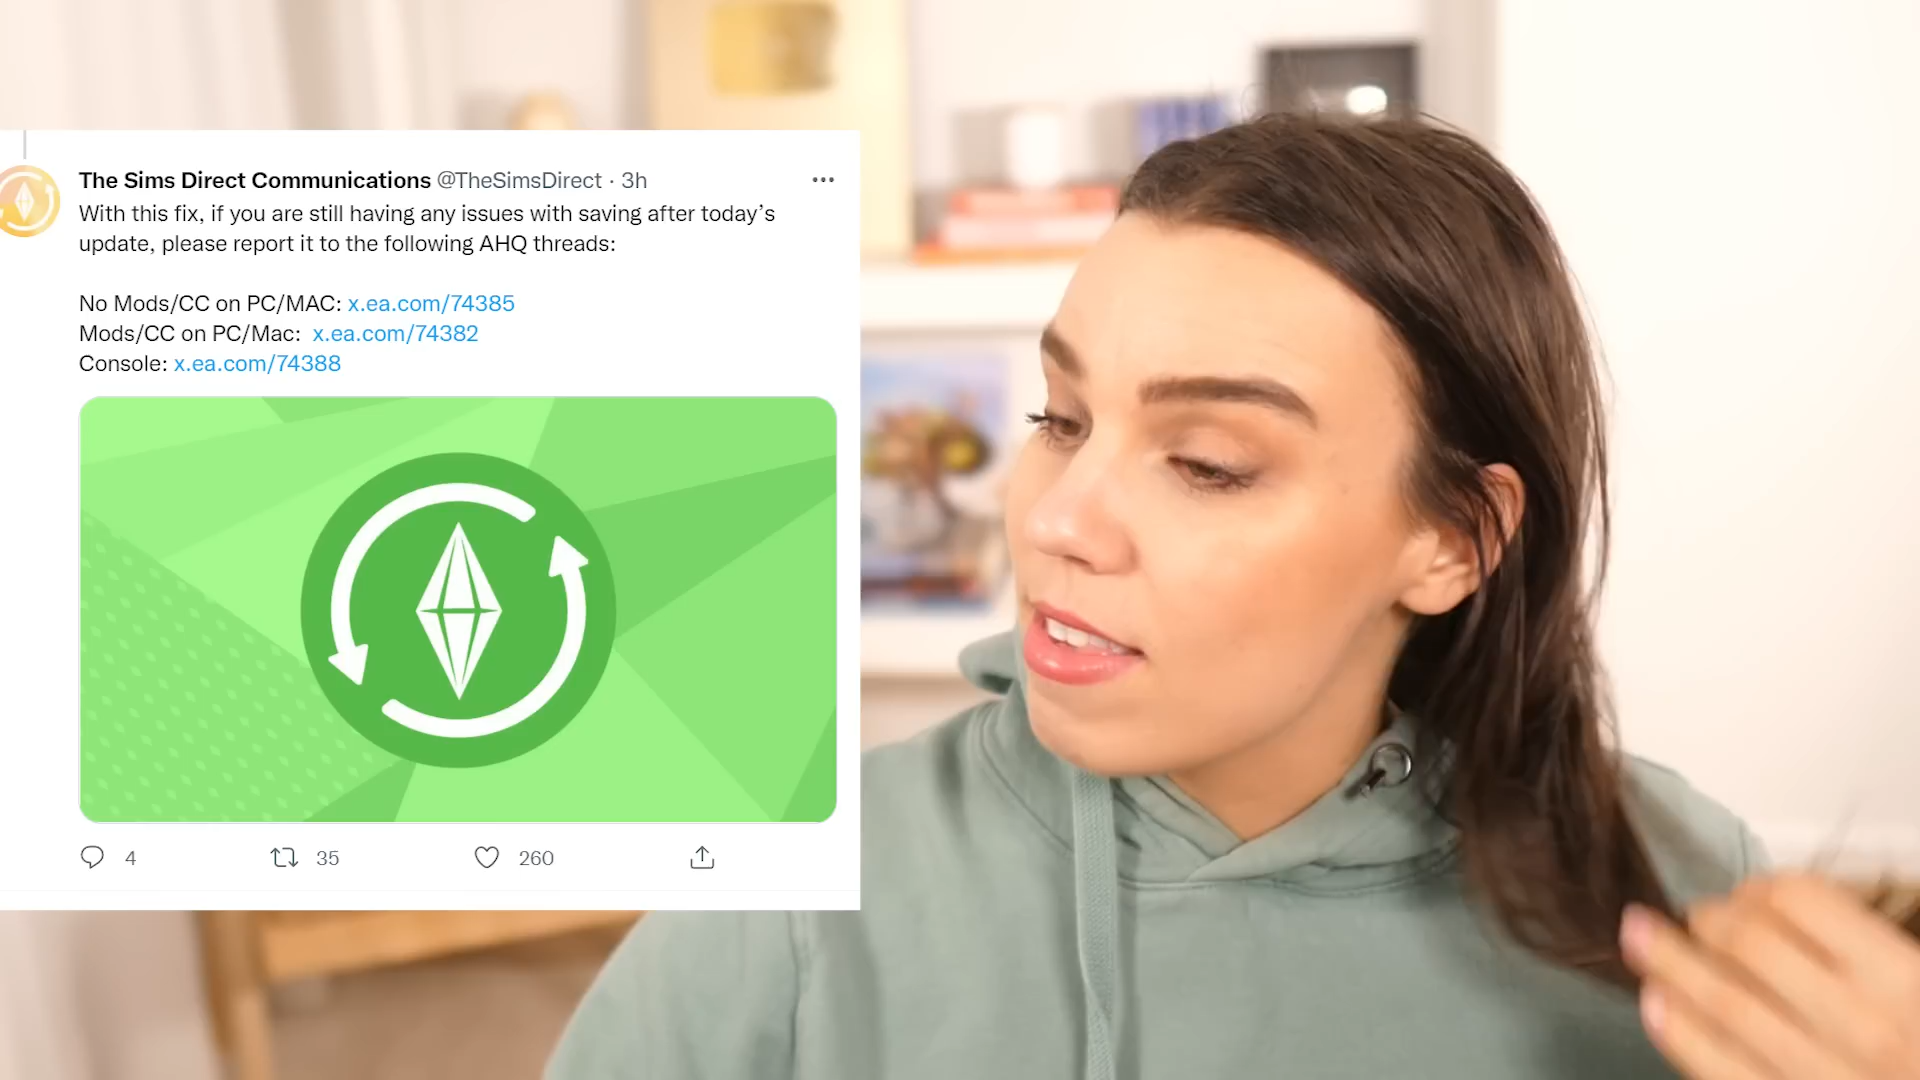 The Sims Direct Communications @TheSimsDirect · 3h
With this fix, if you are still having any issues with saving after today’s
update, please report it to the following AHQ threads:
No Mods/CC on PC/MAC: x.ea.com/74385
Mods/CC on PC/Mac: x.ea.com/74382
Console: x.ea.com/74388
4 35 260